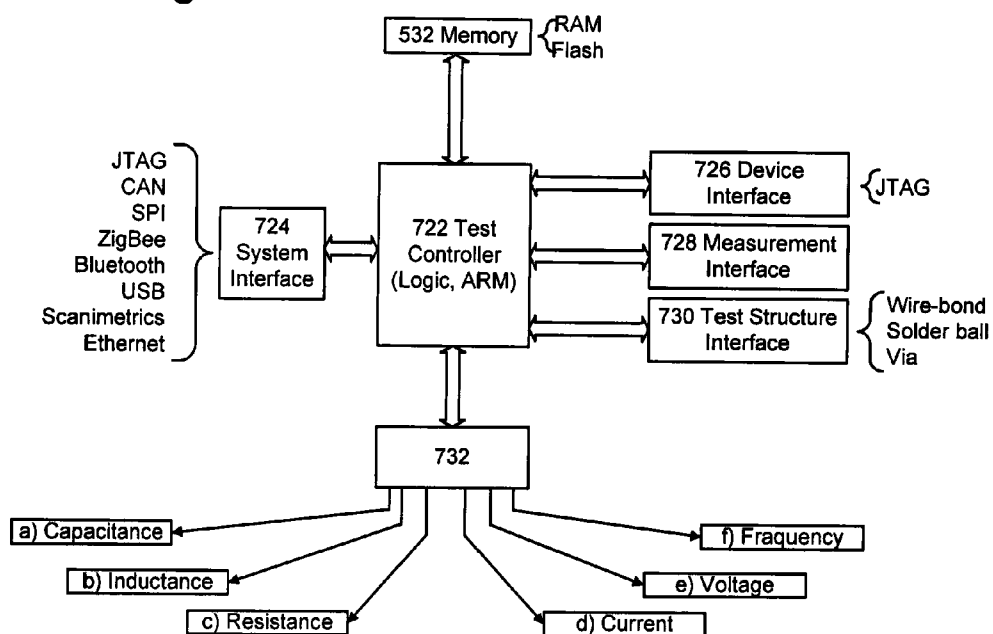 532 Memory
RAM
Flash
JTAG
CAN
SPI
ZigBee
Bluetooth
USB
Scanimetrics
Ethernet
724
System
Interface
722 Test
Controller
(Logic, ARM)
726 Device
Interface
JTAG
728 Measurement
Interface
730 Test Structure
Interface
Wire-bond
Solder ball
Via
732
a) Capacitance
b) Inductance
c) Resistance
d) Current
e) Voltage
f) Fraquency